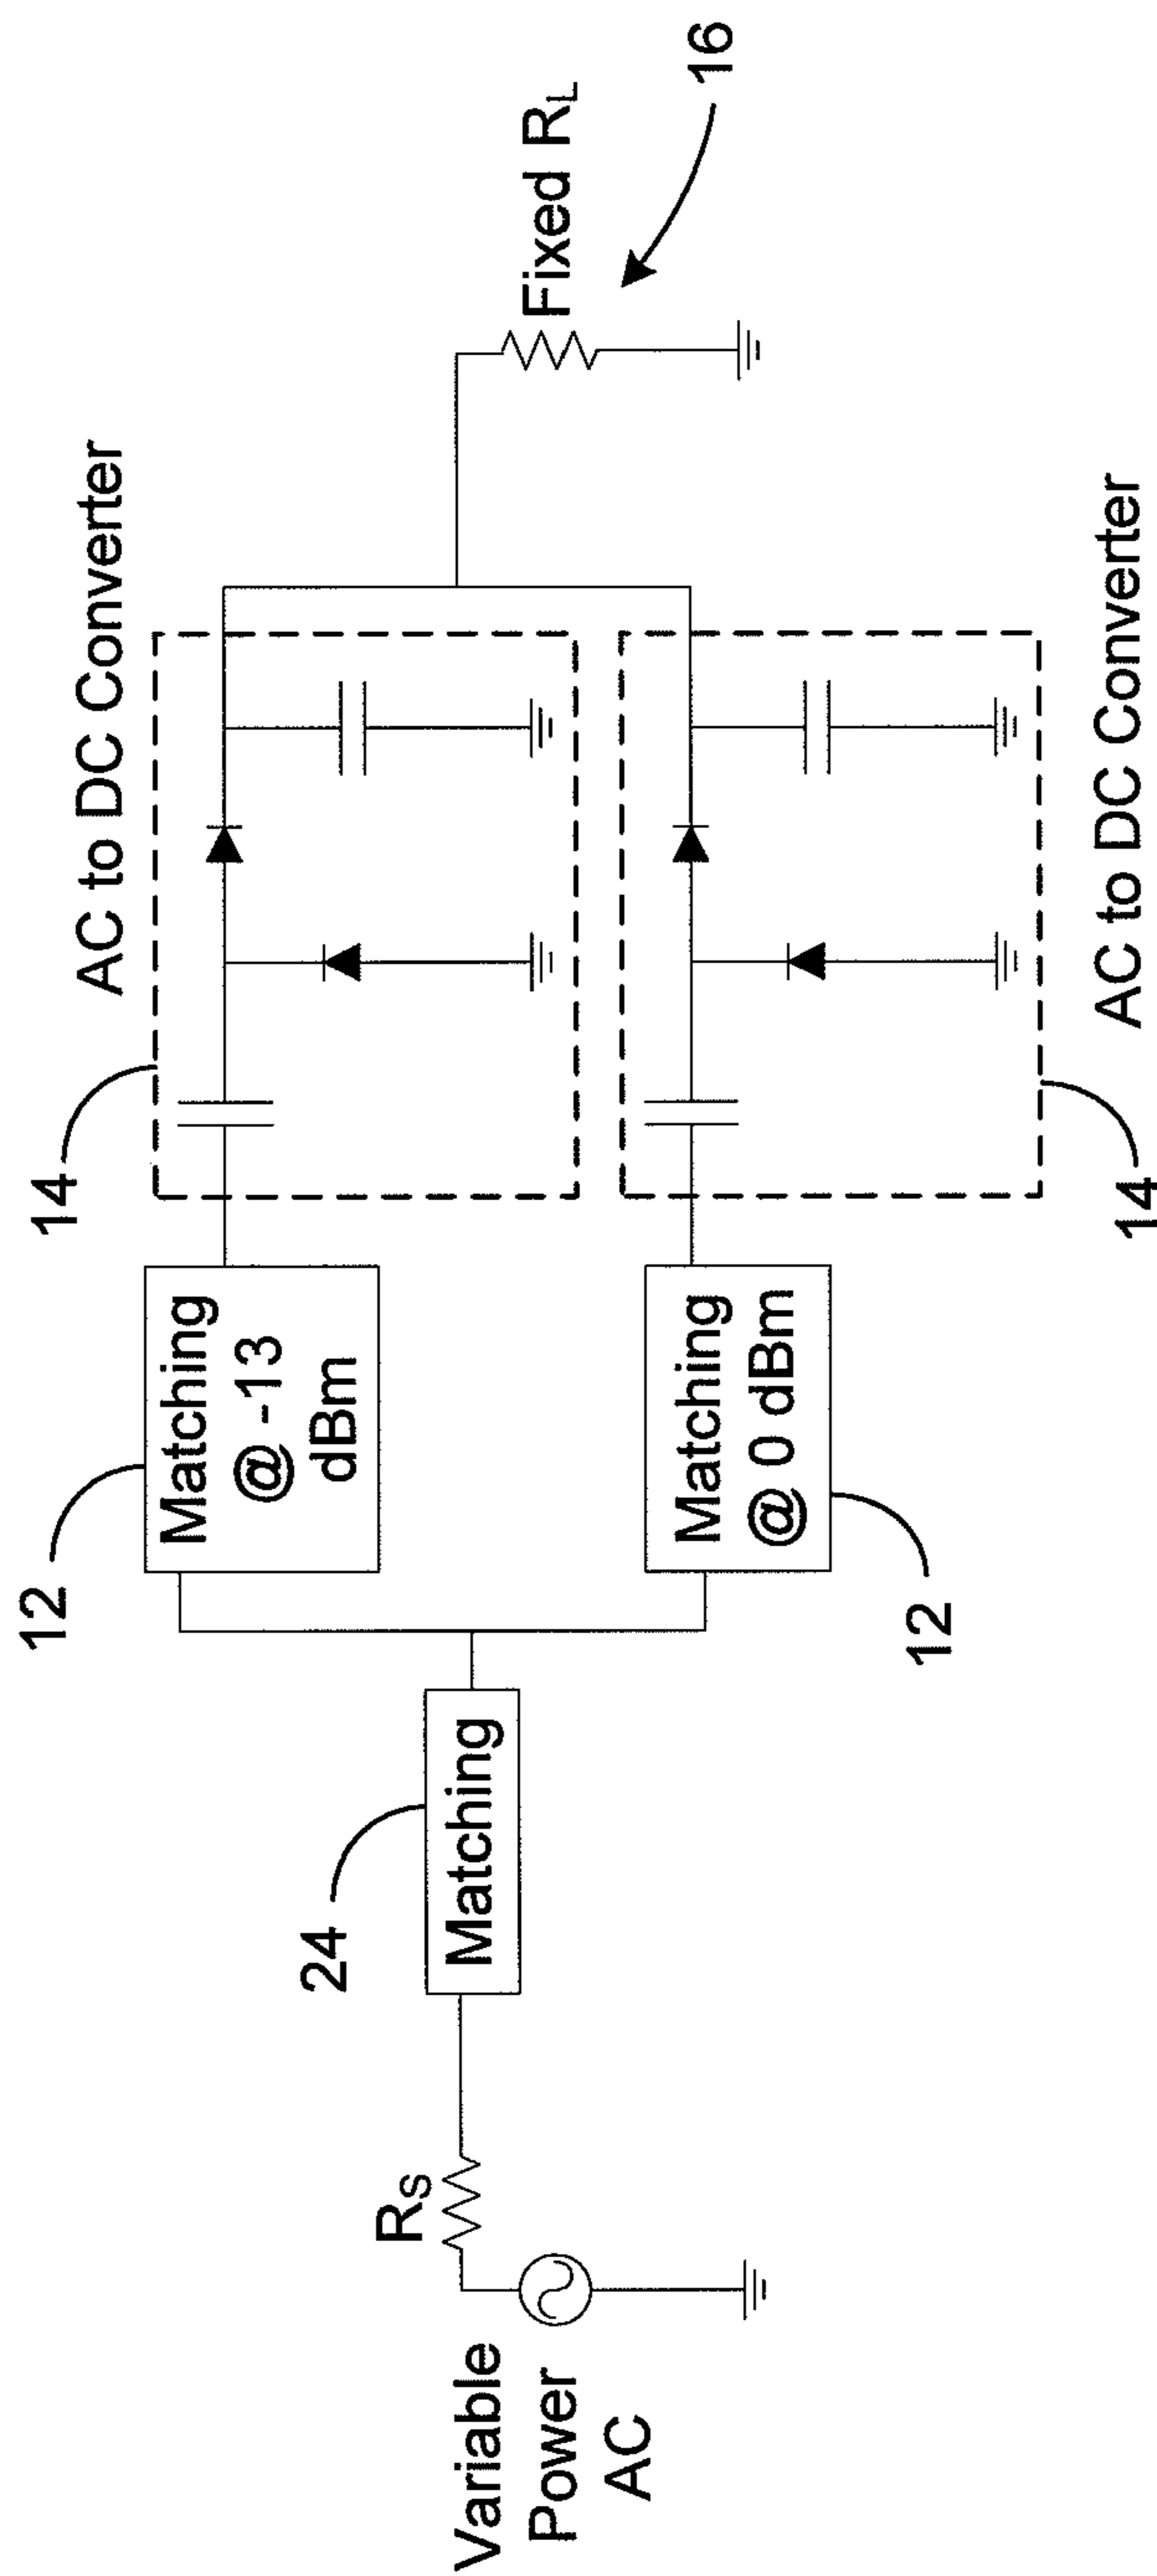 Variable
Power
AC
Rs
24
Matching
12
Matching
@ -13
dBm
14
AC to DC Converter
12
Matching
@ 0 dBm
14
AC to DC Converter
Fixed RL
16